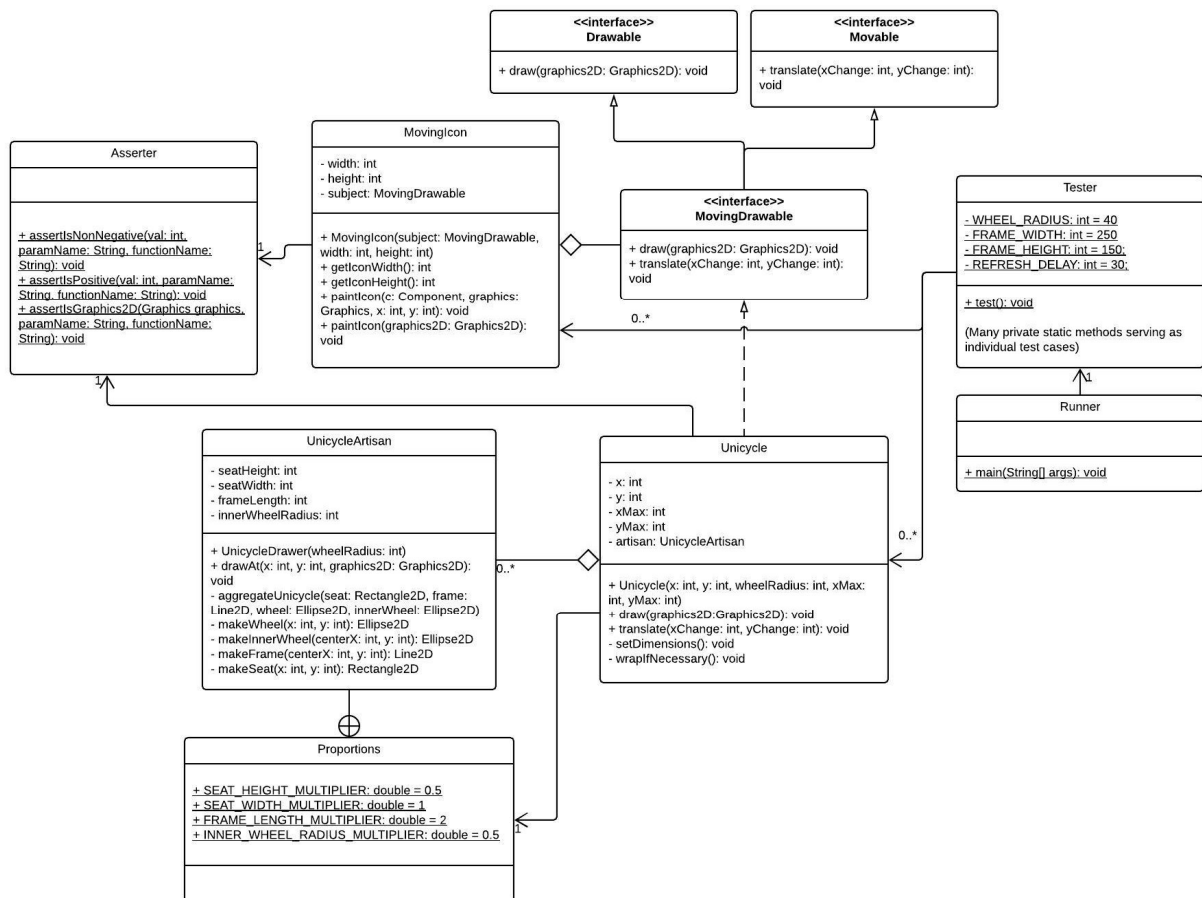 <<interface>>
Drawable
+ draw(graphics2D: Graphics2D): void
<<interface>>
Movable
+ translate(xChange: int, yChange: int):
void
MovingIcon
- width: int
- height: int
- subject: MovingDrawable
+ MovingIcon(subject: MovingDrawable,
width: int, height: int)
+ getIconWidth(): int
+ getIconHeight(): int
+ paintIcon(c: Component, graphics:
Graphics, x: int, y: int): void
+ paintIcon(graphics2D: Graphics2D):
void
Asserter
+ assertIsNonNegative(val: int,
paramName: String, functionName:
String): void
+ assertIsPositive(val: int, paramName:
String, functionName: String): void
+ assertIsGraphics2D(Graphics graphics,
paramName: String, functionName:
String): void
1
1
<<interface>>
MovingDrawable
+ draw(graphics2D: Graphics2D): void
+ translate(xChange: int, yChange: int):
void
0..*
Tester
- WHEEL_RADIUS: int = 40
- FRAME_WIDTH: int = 250
- FRAME_HEIGHT: int = 150;
- REFRESH_DELAY: int = 30;
+ test(): void
(Many private static methods serving as
individual test cases)
1
Runner
+ main(String[] args): void
UnicycleArtisan
- seatHeight: int
- seatWidth: int
- frameLength: int
- innerWheelRadius: int
+ UnicycleDrawer(wheelRadius: int)
+ drawAt(x: int, y: int, graphics2D: Graphics2D):
void
- aggregateUnicycle(seat: Rectangle2D, frame:
Line2D, wheel: Ellipse2D, innerWheel: Ellipse2D)
- makeWheel(x: int, y: int): Ellipse2D
- makeInnerWheel(centerX: int, y: int): Ellipse2D
- makeFrame(centerX: int, y: int): Line2D
- makeSeat(x: int, y: int): Rectangle2D
0..*
Unicycle
- x: int
- y: int
- xMax: int
- yMax: int
- artisan: UnicycleArtisan
+ Unicycle(x: int, y: int, wheelRadius: int, xMax:
int, yMax: int)
+ draw(graphics2D:Graphics2D): void
+ translate(xChange: int, yChange: int): void
- setDimensions(): void
- wrapIfNecessary(): void
0..*
Proportions
+ SEAT_HEIGHT_MULTIPLIER: double = 0.5
+ SEAT_WIDTH_MULTIPLIER: double = 1
+ FRAME_LENGTH_MULTIPLIER: double = 2
+ INNER_WHEEL_RADIUS_MULTIPLIER: double = 0.5
1